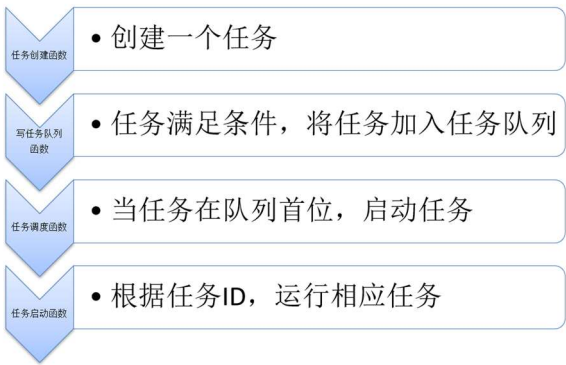 任务创建函数
• 创建一个任务
写任务队列
函数
• 任务满足条件，将任务加入任务队列
任务调度函数
• 当任务在队列首位，启动任务
任务启动函数
• 根据任务ID，运行相应任务